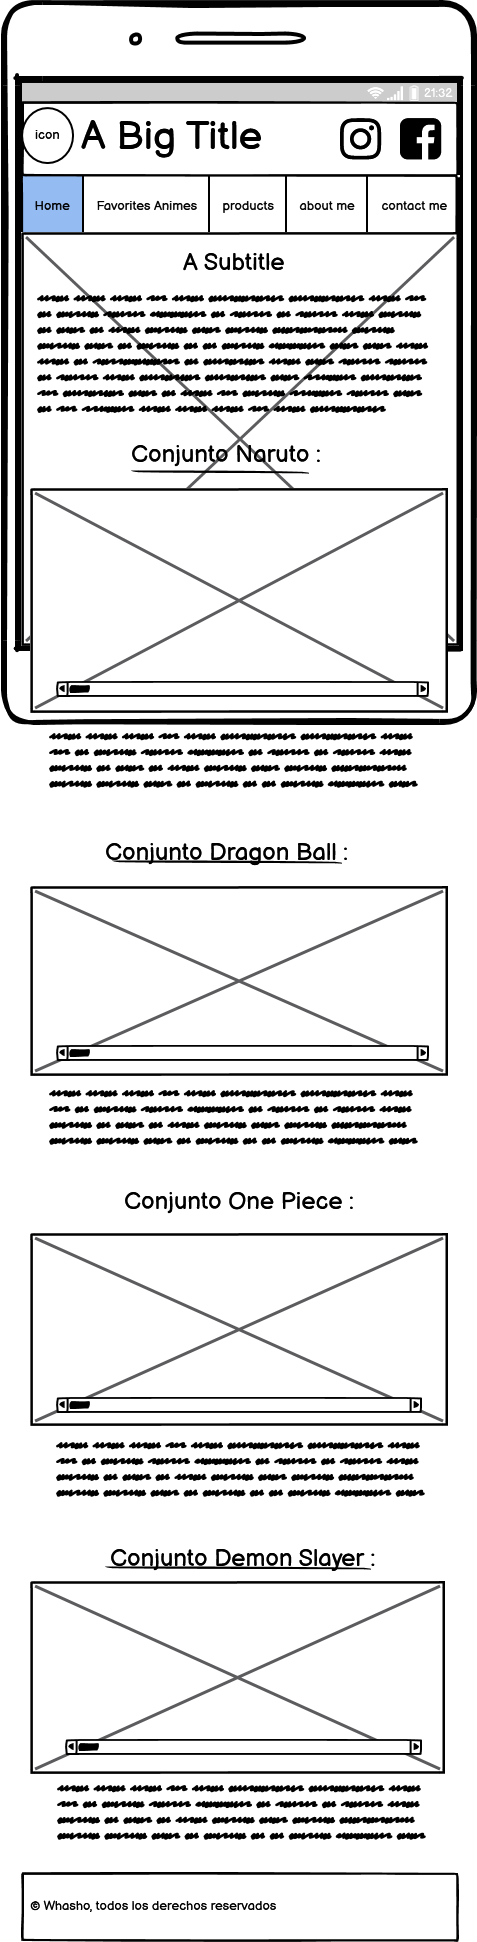 21:32
icon
A Big Title
Home Favorites Animes products about me contact me
A Subtitle
Conjunto Naruto :
Conjunto Dragon Ball :
Conjunto One Piece :
Conjunto Demon Slayer :
© Whasho, todos los derechos reservados